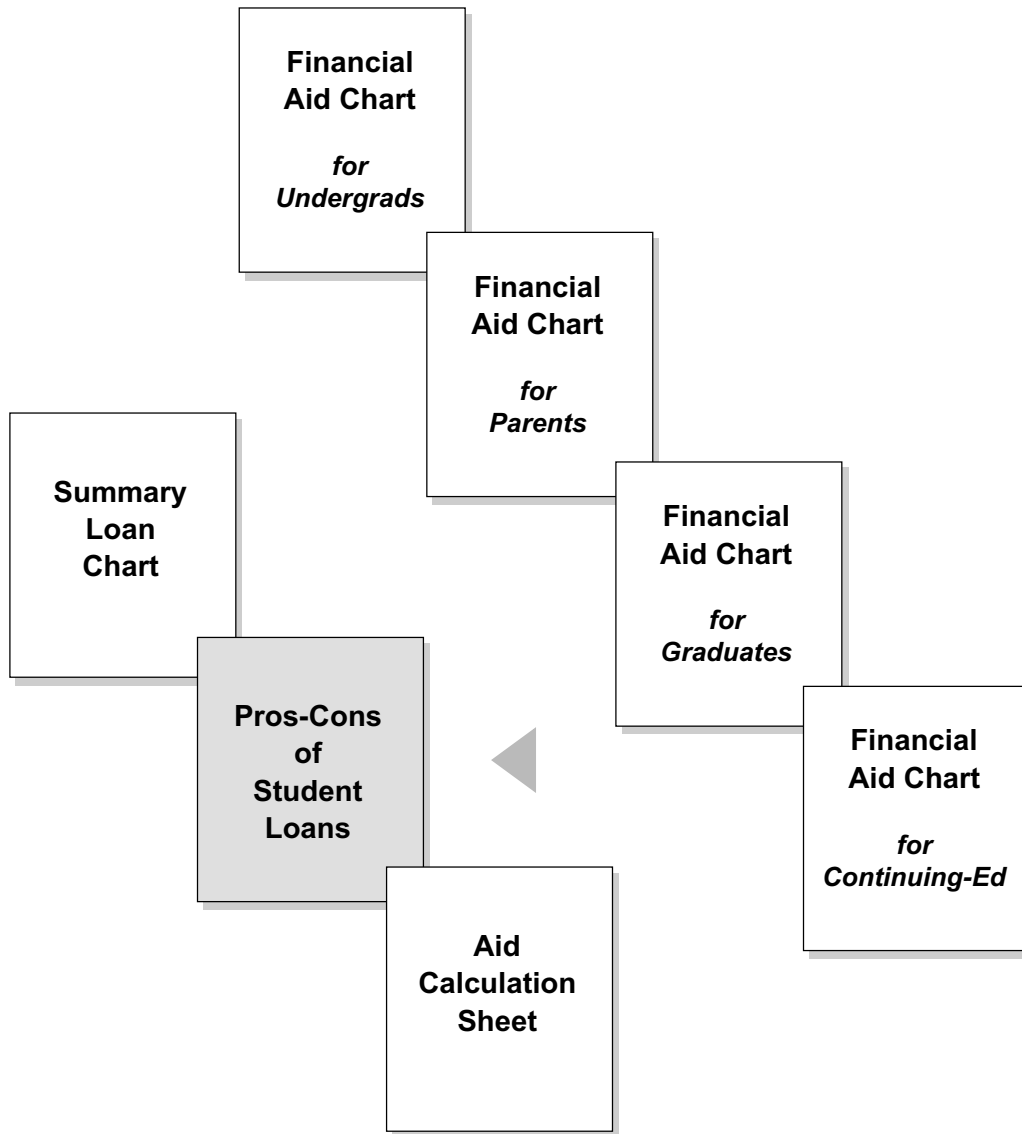 Financial
Aid Chart
for
Undergrads
Financial
Aid Chart
for
Parents
Summary
Loan
Chart
Financial
Aid Chart
for
Graduates
Pros-Cons
of
Student
Loans
Financial
Aid Chart
for
Continuing-Ed
Aid
Calculation
Sheet